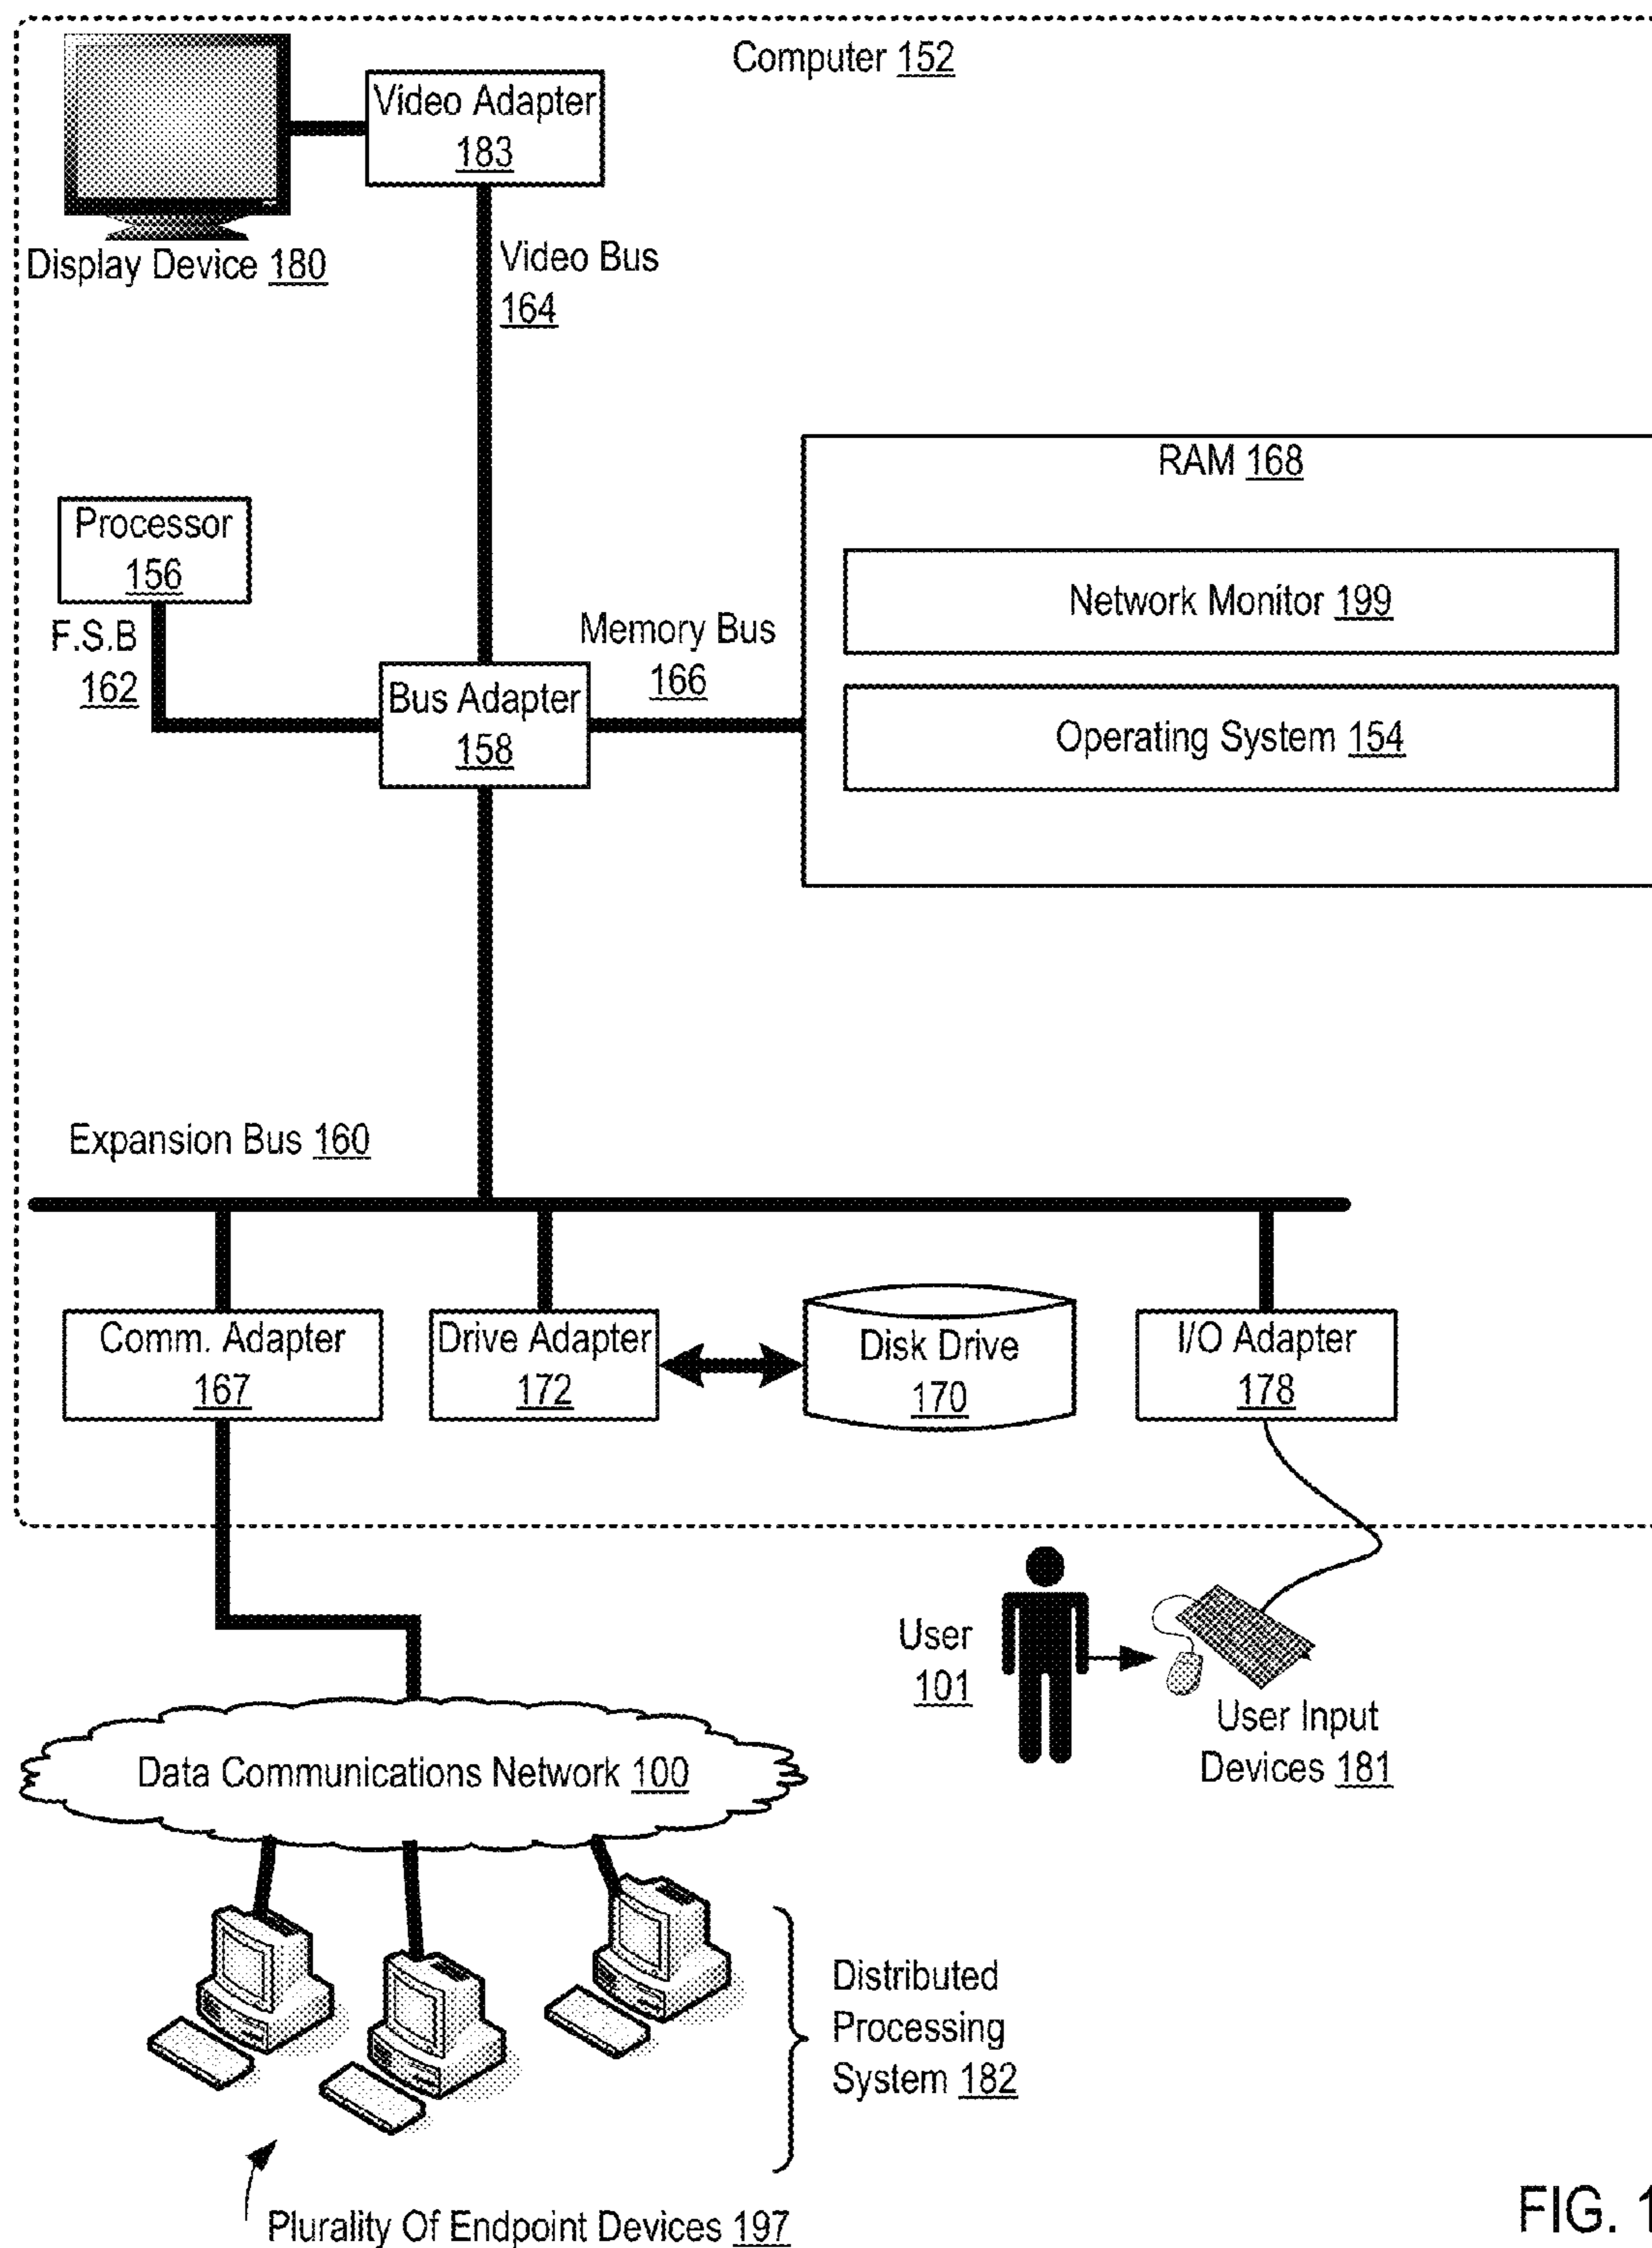 Computer 152
Video Adapter
183
Display Device 180
Video Bus
164
RAM 168
Processor
156
Network Monitor 199
F.S.B
162
Memory Bus
166
Bus Adapter
158
Operating System 154
Expansion Bus 160
Comm. Adapter
167
Drive Adapter
172
Disk Drive
170
I/O Adapter
178
User
101
User Input
Devices 181
Data Communications Network 100
Distributed
Processing
System 182
Plurality Of Endpoint Devices 197
FIG. 1